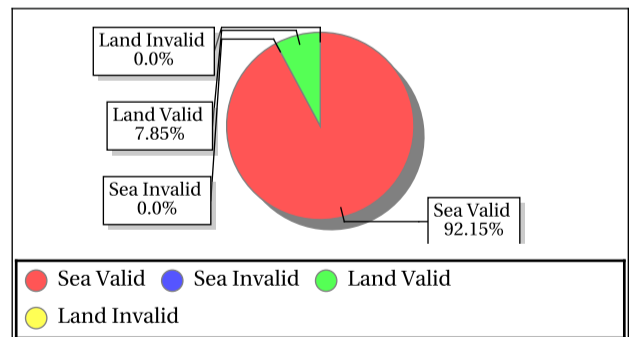 Land Invalid
0.0%
Land Valid
7.85%
Sea Invalid
0.0%
Sea Valid
92.15%
Sea Valid
Sea Invalid
Land Valid
Land Invalid